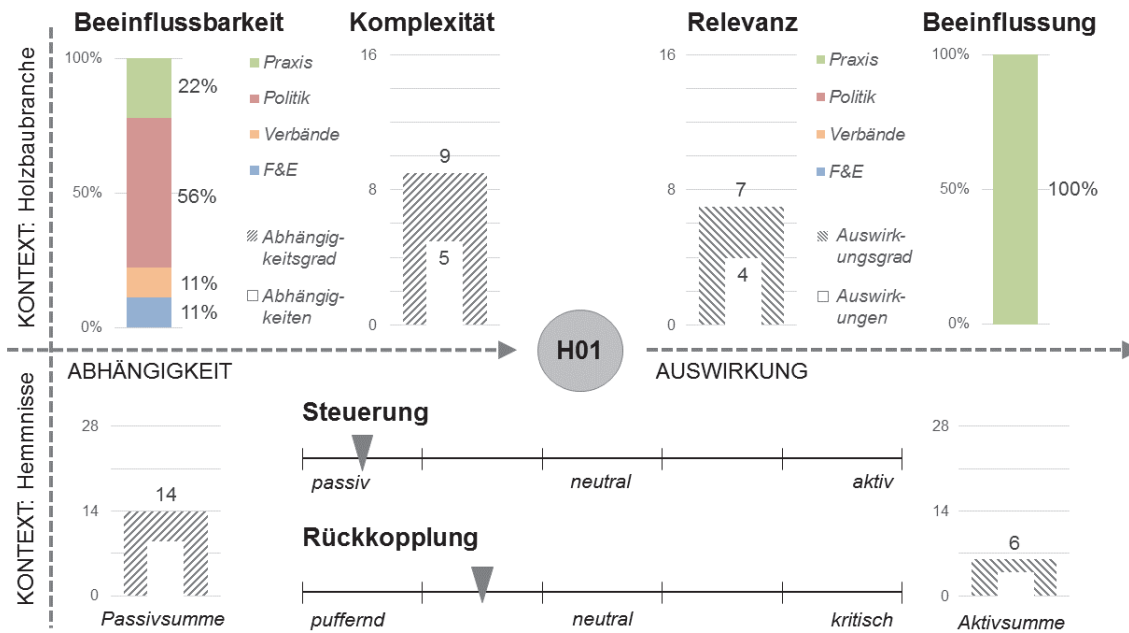 Beeinflussbarkeit
Komplexität
Relevanz
Beeinflussung
KONTEXT: Holzbaubranche
100%
50%
0%
22%
56%
11%
11%
Praxis
Politik
Verbände
F&E
Abhängig-
keitsgrad
Abhängig-
keiten
16
8
0
9
5
16
8
0
7
4
Praxis
Politik
Verbände
F&E
Auswirk-
ungsgrad
Auswirk-
ungen
100%
50%
0%
100%
H01
ABHÄNGIGKEIT
AUSWIRKUNG
KONTEXT: Hemmnisse
28
14
0
14
Passivsumme
Steuerung
passiv
neutral
aktiv
Rückkopplung
puffernd
neutral
kritisch
28
14
0
6
Aktivsumme